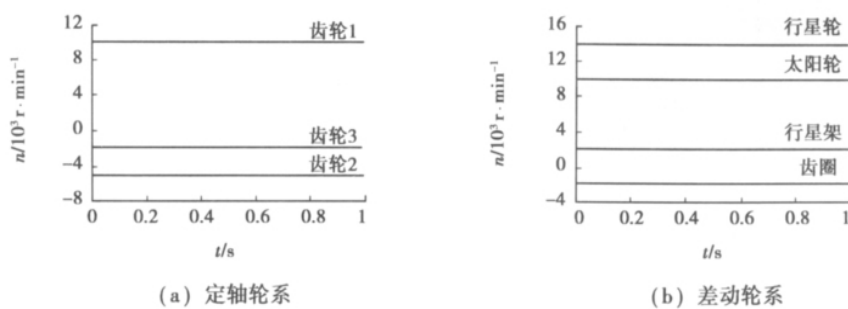 12
8
4
0
−4
−8
n/10³ r · min⁻¹
齿轮1
齿轮3
齿轮2
0 0.2 0.4 0.6 0.8 1
t/s
(a) 定轴轮系
16
12
8
4
0
−4
n/10³ r · min⁻¹
行星轮
太阳轮
行星架
齿圈
0 0.2 0.4 0.6 0.8 1
t/s
(b) 差动轮系